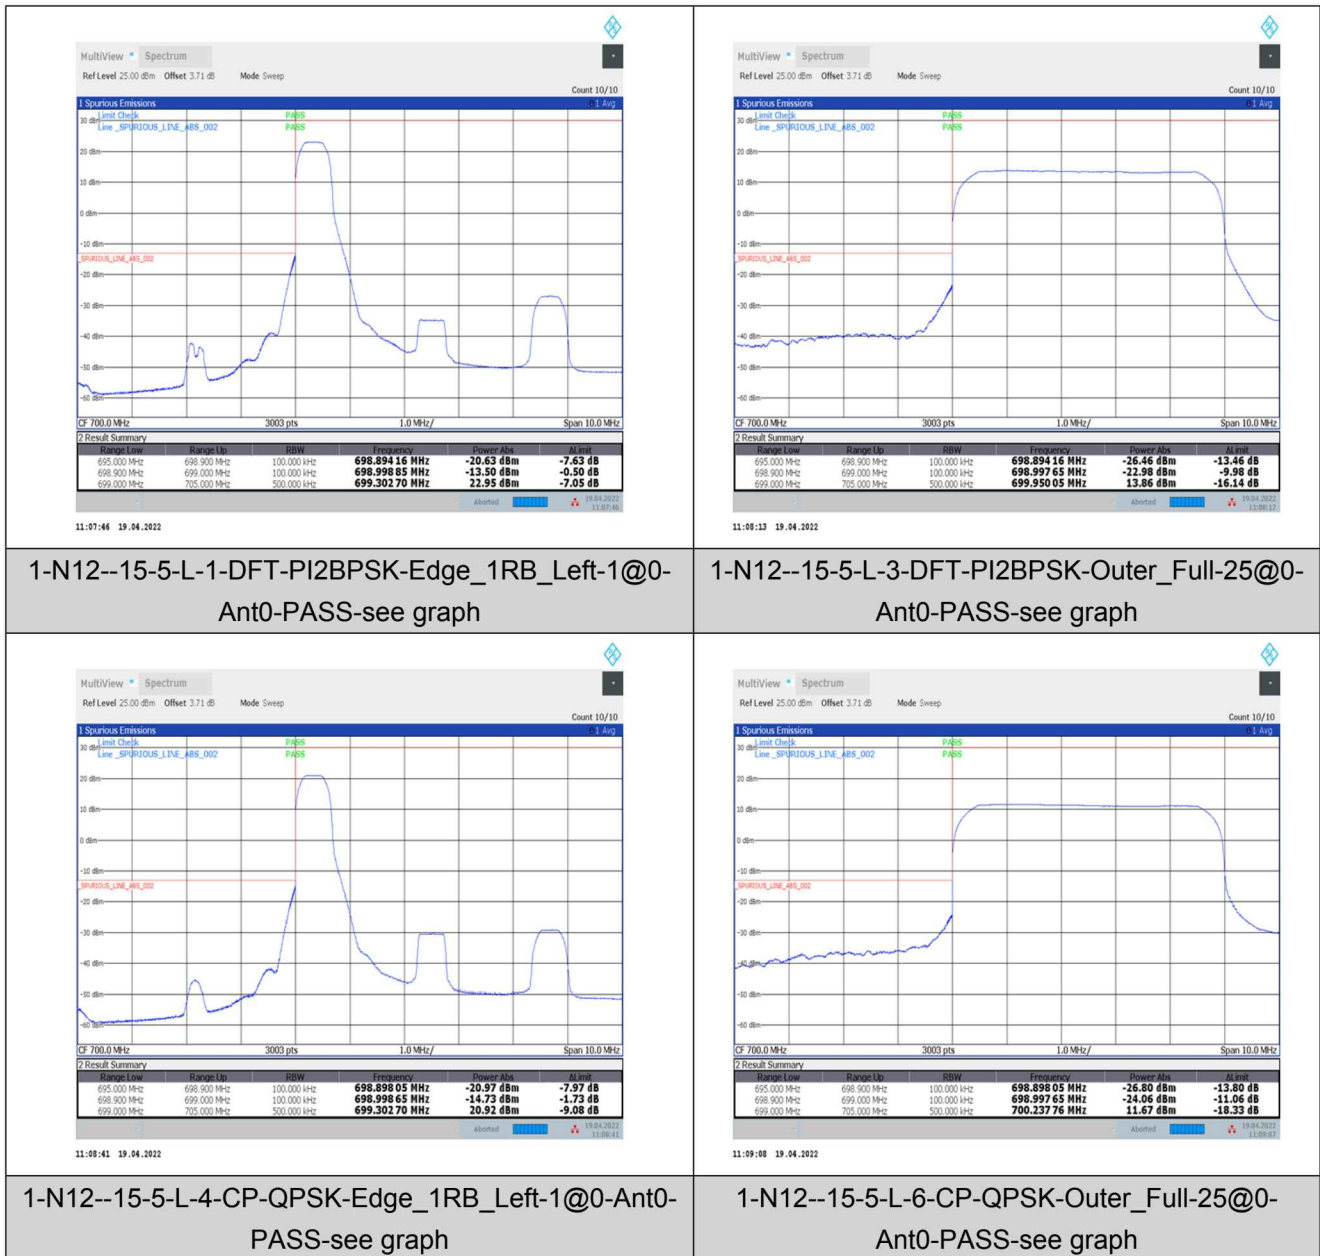 MultiView Spectrum
Ref Level 25.00 dBm Offset 3.71 dB Mode Sweep
Count 10/10
1 Spurious Emissions 1 Avg
30 dBm Limit Check PASS
Line _SPURIOUS_LINE_ABS_002 PASS
20 dBm
10 dBm
0 dBm
-10 dBm
_SPURIOUS_LINE_ABS_002
-20 dBm
-30 dBm
-40 dBm
-50 dBm
-60 dBm
CF 700.0 MHz 3003 pts 1.0 MHz/ Span 10.0 MHz
2 Result Summary
Range Low Range Up RBW Frequency Power Abs ΔLimit
695.000 MHz 698.900 MHz 100.000 kHz 698.894 16 MHz -20.63 dBm -7.63 dB
698.900 MHz 699.000 MHz 100.000 kHz 698.998 85 MHz -13.50 dBm -0.50 dB
699.000 MHz 705.000 MHz 500.000 kHz 699.302 70 MHz 22.95 dBm -7.05 dB
Aborted 19.04.2022
11:07:46
11:07:46 19.04.2022
1-N12--15-5-L-1-DFT-PI2BPSK-Edge_1RB_Left-1@0-
Ant0-PASS-see graph
MultiView Spectrum
Ref Level 25.00 dBm Offset 3.71 dB Mode Sweep
Count 10/10
1 Spurious Emissions 1 Avg
30 dBm Limit Check PASS
Line _SPURIOUS_LINE_ABS_002 PASS
20 dBm
10 dBm
0 dBm
-10 dBm
_SPURIOUS_LINE_ABS_002
-20 dBm
-30 dBm
-40 dBm
-50 dBm
-60 dBm
CF 700.0 MHz 3003 pts 1.0 MHz/ Span 10.0 MHz
2 Result Summary
Range Low Range Up RBW Frequency Power Abs ΔLimit
695.000 MHz 698.900 MHz 100.000 kHz 698.894 16 MHz -26.46 dBm -13.46 dB
698.900 MHz 699.000 MHz 100.000 kHz 698.997 65 MHz -22.98 dBm -9.98 dB
699.000 MHz 705.000 MHz 500.000 kHz 699.950 05 MHz 13.86 dBm -16.14 dB
Aborted 19.04.2022
11:08:13 19.04.2022
1-N12--15-5-L-3-DFT-PI2BPSK-Outer_Full-25@0-
Ant0-PASS-see graph
MultiView Spectrum
Ref Level 25.00 dBm Offset 3.71 dB Mode Sweep
Count 10/10
1 Spurious Emissions 1 Avg
30 dBm Limit Check PASS
Line _SPURIOUS_LINE_ABS_002 PASS
20 dBm
10 dBm
0 dBm
-10 dBm
_SPURIOUS_LINE_ABS_002
-20 dBm
-30 dBm
-40 dBm
-50 dBm
-60 dBm
CF 700.0 MHz 3003 pts 1.0 MHz/ Span 10.0 MHz
2 Result Summary
Range Low Range Up RBW Frequency Power Abs ΔLimit
695.000 MHz 698.900 MHz 100.000 kHz 698.898 05 MHz -20.97 dBm -7.97 dB
698.900 MHz 699.000 MHz 100.000 kHz 698.998 65 MHz -14.73 dBm -1.73 dB
699.000 MHz 705.000 MHz 500.000 kHz 699.302 70 MHz 20.92 dBm -9.08 dB
Aborted 19.04.2022
11:08:41
11:08:41 19.04.2022
1-N12--15-5-L-4-CP-QPSK-Edge_1RB_Left-1@0-Ant0-
PASS-see graph
MultiView Spectrum
Ref Level 25.00 dBm Offset 3.71 dB Mode Sweep
Count 10/10
1 Spurious Emissions 1 Avg
30 dBm Limit Check PASS
Line _SPURIOUS_LINE_ABS_002 PASS
20 dBm
10 dBm
0 dBm
-10 dBm
_SPURIOUS_LINE_ABS_002
-20 dBm
-30 dBm
-40 dBm
-50 dBm
-60 dBm
CF 700.0 MHz 3003 pts 1.0 MHz/ Span 10.0 MHz
2 Result Summary
Range Low Range Up RBW Frequency Power Abs ΔLimit
695.000 MHz 698.900 MHz 100.000 kHz 698.898 05 MHz -26.80 dBm -13.80 dB
698.900 MHz 699.000 MHz 100.000 kHz 698.997 65 MHz -24.06 dBm -11.06 dB
699.000 MHz 705.000 MHz 500.000 kHz 700.237 76 MHz 11.67 dBm -18.33 dB
Aborted 19.04.2022
11:09:08 19.04.2022
1-N12--15-5-L-6-CP-QPSK-Outer_Full-25@0-
Ant0-PASS-see graph